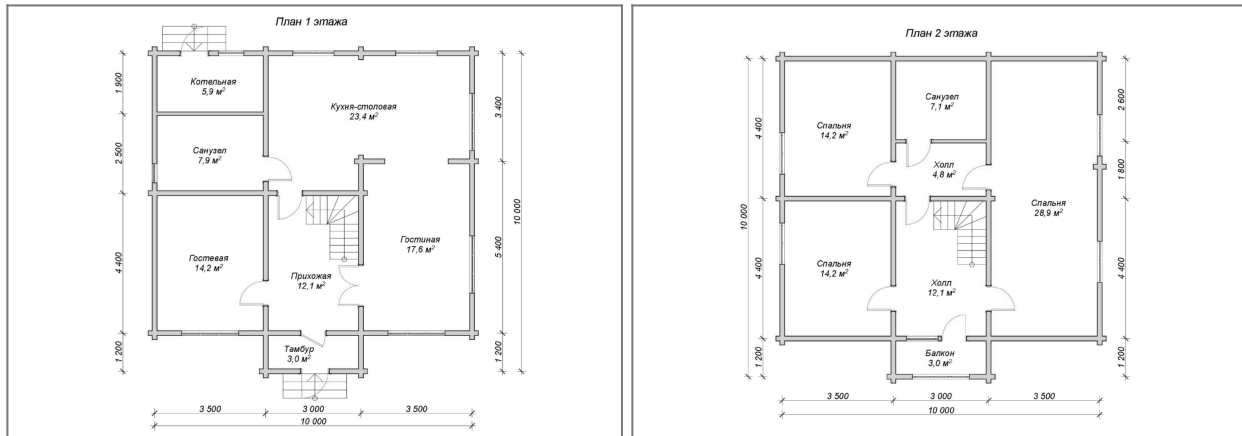 План 1 этажа
Котельная
5,9 м²
Кухня-столовая
23,4 м²
Санузел
7,9 м²
Гостевая
14,2 м²
Прихожая
12,1 м²
Гостиная
17,6 м²
Тамбур
3,0 м²
1 900
2 500
4 400
1 200
3 400
5 400
1 200
10 000
3 500
3 000
3 500
10 000
План 2 этажа
Санузел
7,1 м²
Спальня
14,2 м²
Холл
4,8 м²
Спальня
28,9 м²
Спальня
14,2 м²
Холл
12,1 м²
Балкон
3,0 м²
4 400
4 400
1 200
10 000
2 600
1 800
4 400
1 200
3 500
3 000
3 500
10 000